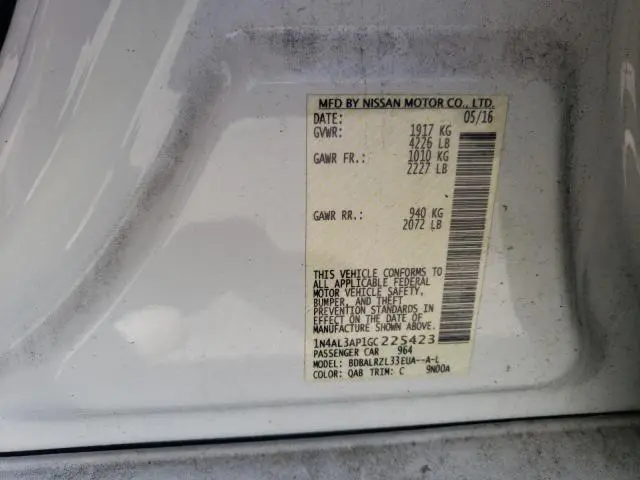 MFD BY NISSAN MOTOR CO., LTD.
DATE: 05/16
GVWR: 1917 KG
4226 LB
GAWR FR.: 1010 KG
2227 LB
GAWR RR.: 940 KG
2072 LB
THIS VEHICLE CONFORMS TO
ALL APPLICABLE FEDERAL
MOTOR VEHICLE SAFETY,
BUMPER, AND THEFT
PREVENTION STANDARDS IN
EFFECT ON THE DATE OF
MANUFACTURE SHOWN ABOVE.
1N4AL3AP1GC225423
PASSENGER CAR 964
MODEL: BDBALRZL33EUA--A-L
COLOR: QAB TRIM: C 9N00A